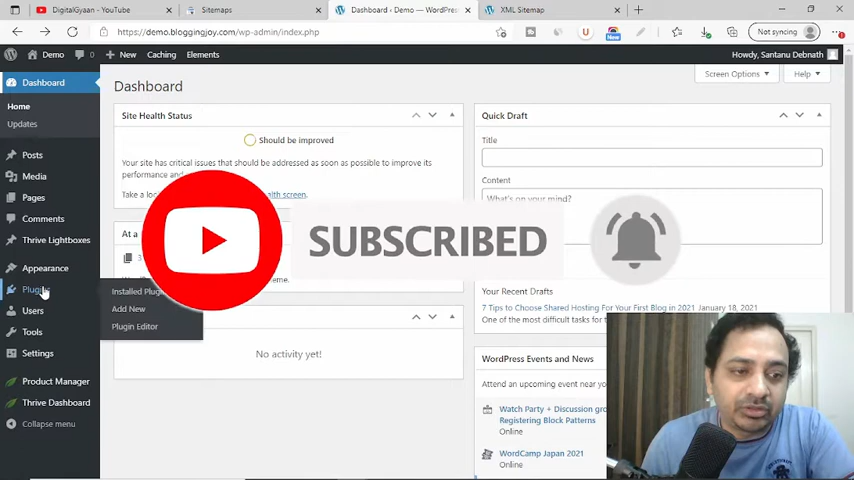 DigitalGyaan - YouTube
Sitemaps
Dashboard ‹ Demo — WordPress
XML Sitemap
https://demo.bloggingjoy.com/wp-admin/index.php
Not syncing
Demo
0
New
Caching
Elements
Howdy, Santanu Debnath
Dashboard
Home
Updates
Posts
Media
Pages
Comments
Thrive Lightboxes
Appearance
Plugins
Users
Tools
Settings
Product Manager
Thrive Dashboard
Collapse menu
Installed Plugi
Add New
Plugin Editor
Dashboard
Screen Options
Help
Site Health Status
Should be improved
Your site has critical issues that should be addressed as soon as possible to improve its
performance and
Take a lo
health screen.
At a
3
No activity yet!
SUBSCRIBED
Quick Draft
Title
Content
What's on your mind?
Your Recent Drafts
7 Tips to Choose Shared Hosting For Your First Blog in 2021 January 18, 2021
One of the most difficult tasks for
WordPress Events and News
Attend an upcoming event near you
Watch Party + Discussion gro
Registering Block Patterns
Online
WordCamp Japan 2021
Online